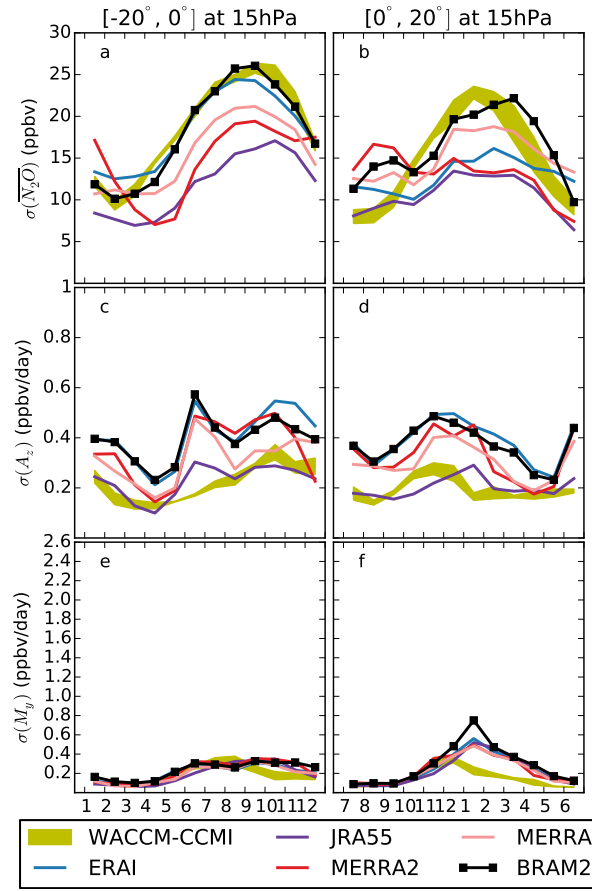 [-20°, 0°] at 15hPa
[0°, 20°] at 15hPa
a
b
σ(N₂O) (ppbv)
30
25
20
15
10
5
c
d
σ(A_z) (ppbv/day)
1
0.8
0.6
0.4
0.2
e
f
σ(M_y) (ppbv/day)
2.6
2.4
2.2
2.0
1.8
1.6
1.4
1.2
1.0
0.8
0.6
0.4
0.2
1 2 3 4 5 6 7 8 9 10 11 12
7 8 9 10 11 12 1 2 3 4 5 6
WACCM-CCMI
JRA55
MERRA
ERAI
MERRA2
BRAM2